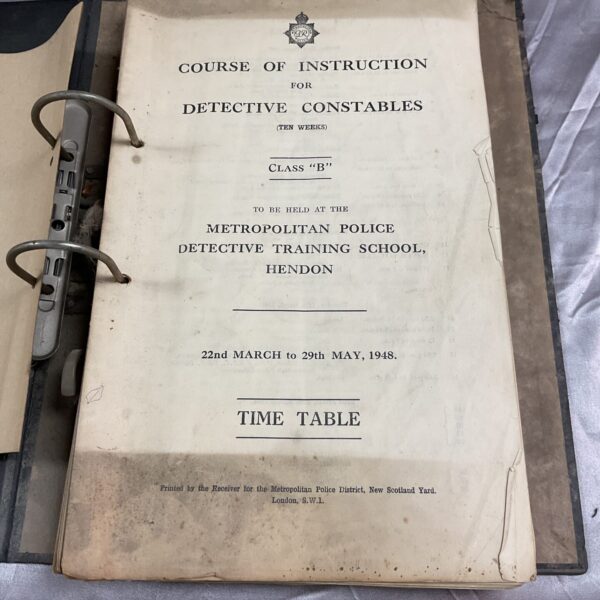 COURSE OF INSTRUCTION
FOR
DETECTIVE CONSTABLES
(TEN WEEKS)
CLASS "B"
TO BE HELD AT THE
METROPOLITAN POLICE
DETECTIVE TRAINING SCHOOL,
HENDON
22nd MARCH to 29th MAY, 1948.
TIME TABLE
Printed by the Receiver for the Metropolitan Police District, New Scotland Yard,
London, S.W.1.